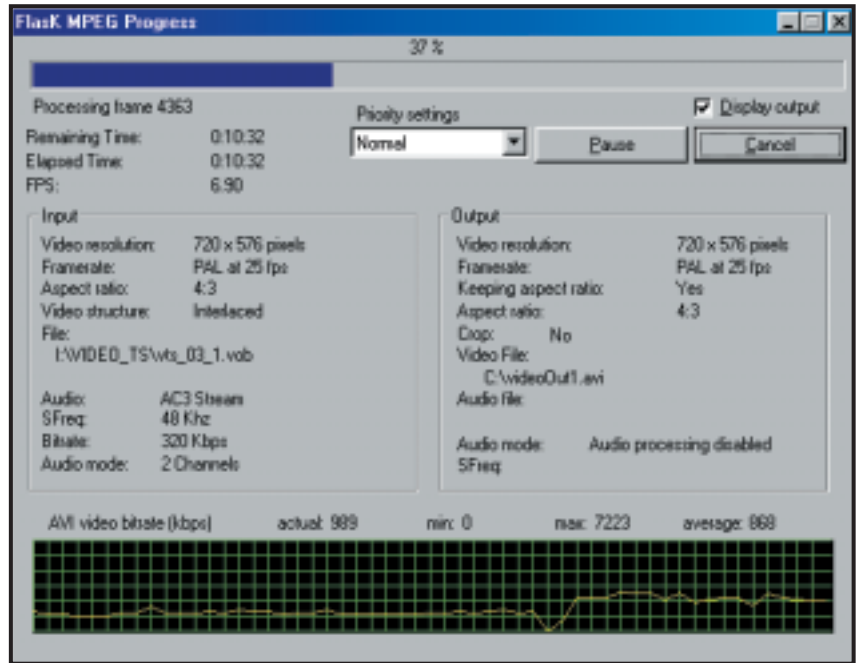 FlasK MPEG Progress
37 %
Processing frame 4363
Remaining Time: 0:10:32
Elapsed Time: 0:10:32
FPS: 6.90
Priority settings
Normal
Display output
Pause
Cancel
Input
Video resolution: 720 x 576 pixels
Framerate: PAL at 25 fps
Aspect ratio: 4:3
Video structure: Interlaced
File:
I:\VIDEO_TS\vts_03_1.vob
Audio: AC3 Stream
SFreq: 48 Khz
Bitrate: 320 Kbps
Audio mode: 2 Channels
Output
Video resolution: 720 x 576 pixels
Framerate: PAL at 25 fps
Keeping aspect ratio: Yes
Aspect ratio: 4:3
Crop: No
Video File:
C:\videoOut1.avi
Audio file:
Audio mode: Audio processing disabled
SFreq:
AVI video bitrate (kbps) actual: 989 min: 0 max: 7223 average: 868